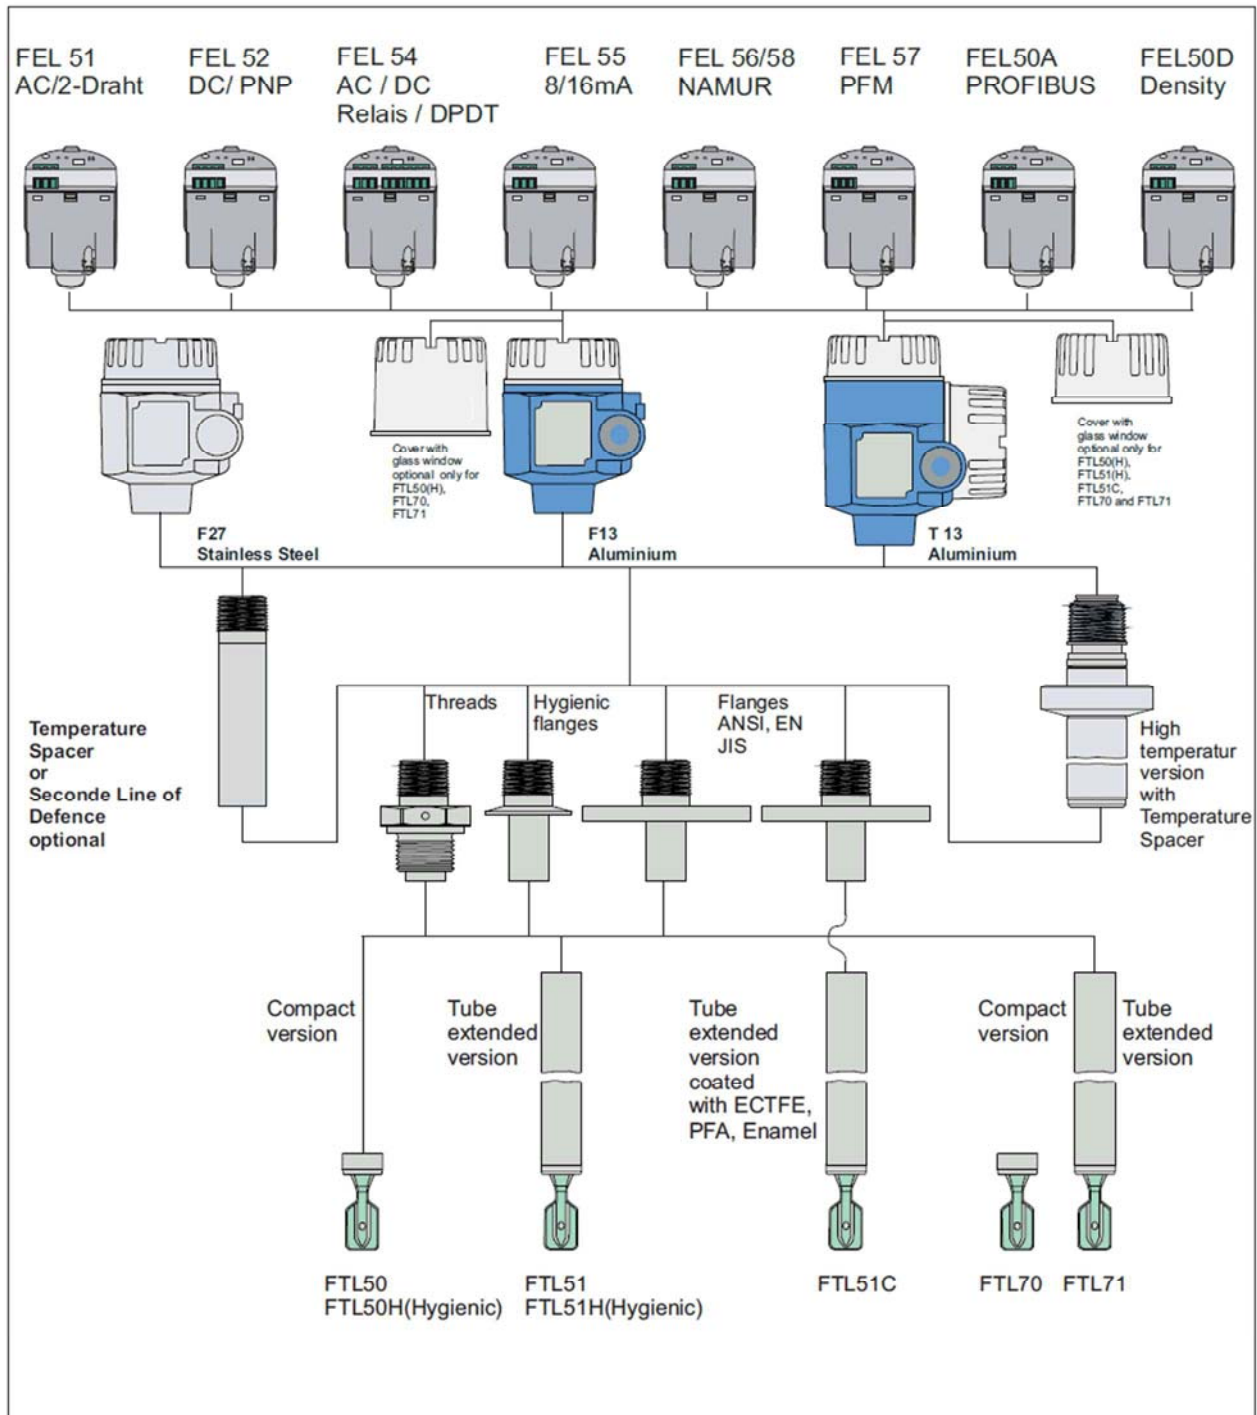 FEL 51
AC/2-Draht
FEL 52
DC/ PNP
FEL 54
AC / DC
Relais / DPDT
FEL 55
8/16mA
FEL 56/58
NAMUR
FEL 57
PFM
FEL50A
PROFIBUS
FEL50D
Density
Cover with
glass window
optional only for
FTL50(H),
FTL70,
FTL71
Cover with
glass window
optional only for
FTL50(H),
FTL51(H),
FTL51C,
FTL70 and FTL71
F27
Stainless Steel
F13
Aluminium
T 13
Aluminium
Temperature
Spacer
or
Seconde Line of
Defence
optional
Threads
Hygienic
flanges
Flanges
ANSI, EN
JIS
High
temperatur
version
with
Temperature
Spacer
Compact
version
Tube
extended
version
Tube
extended
version
coated
with ECTFE,
PFA, Enamel
Compact
version
Tube
extended
version
FTL50
FTL50H(Hygienic)
FTL51
FTL51H(Hygienic)
FTL51C
FTL70
FTL71